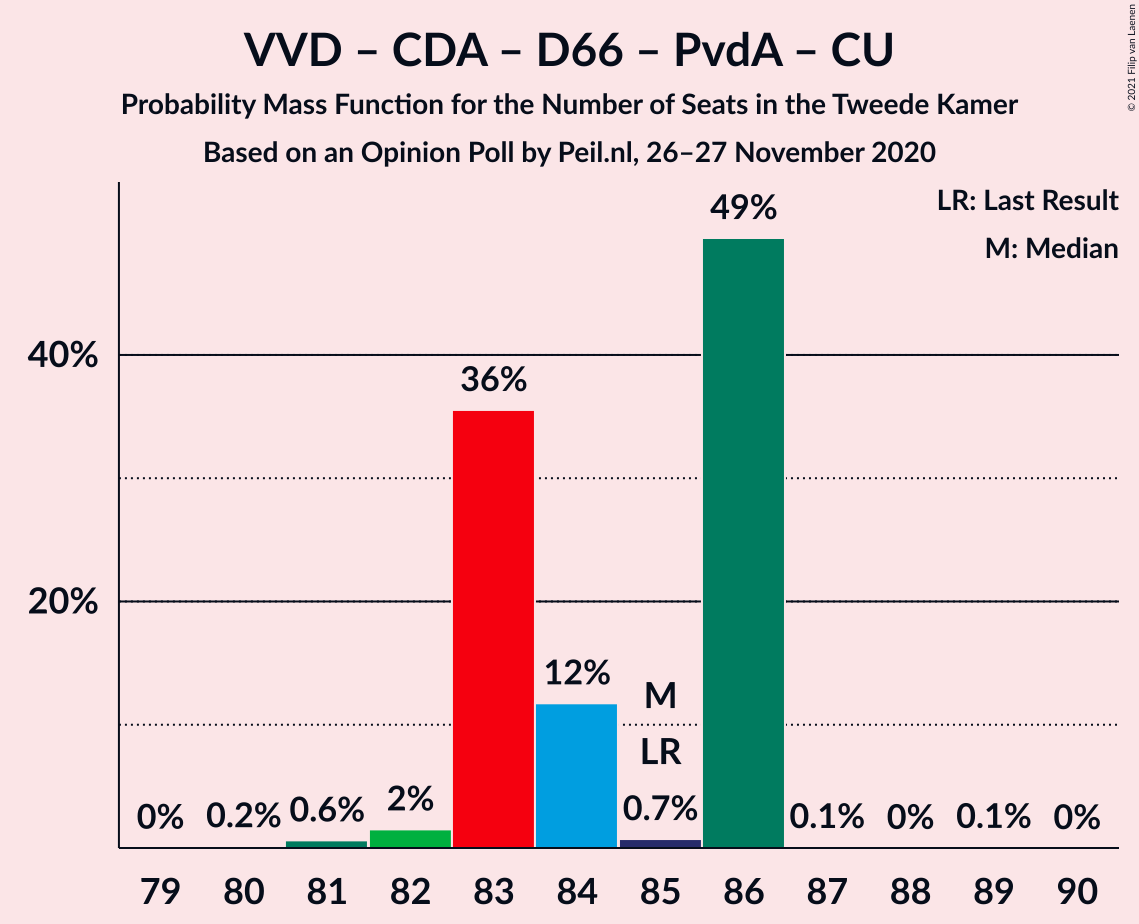 VVD – CDA – D66 – PvdA – CU
Probability Mass Function for the Number of Seats in the Tweede Kamer
Based on an Opinion Poll by Peil.nl, 26–27 November 2020
© 2021 Filip van Laenen
LR: Last Result
M: Median
40%
20%
0%
0.2%
0.6%
2%
36%
12%
M
LR
0.7%
49%
0.1%
0%
0.1%
0%
79 80 81 82 83 84 85 86 87 88 89 90